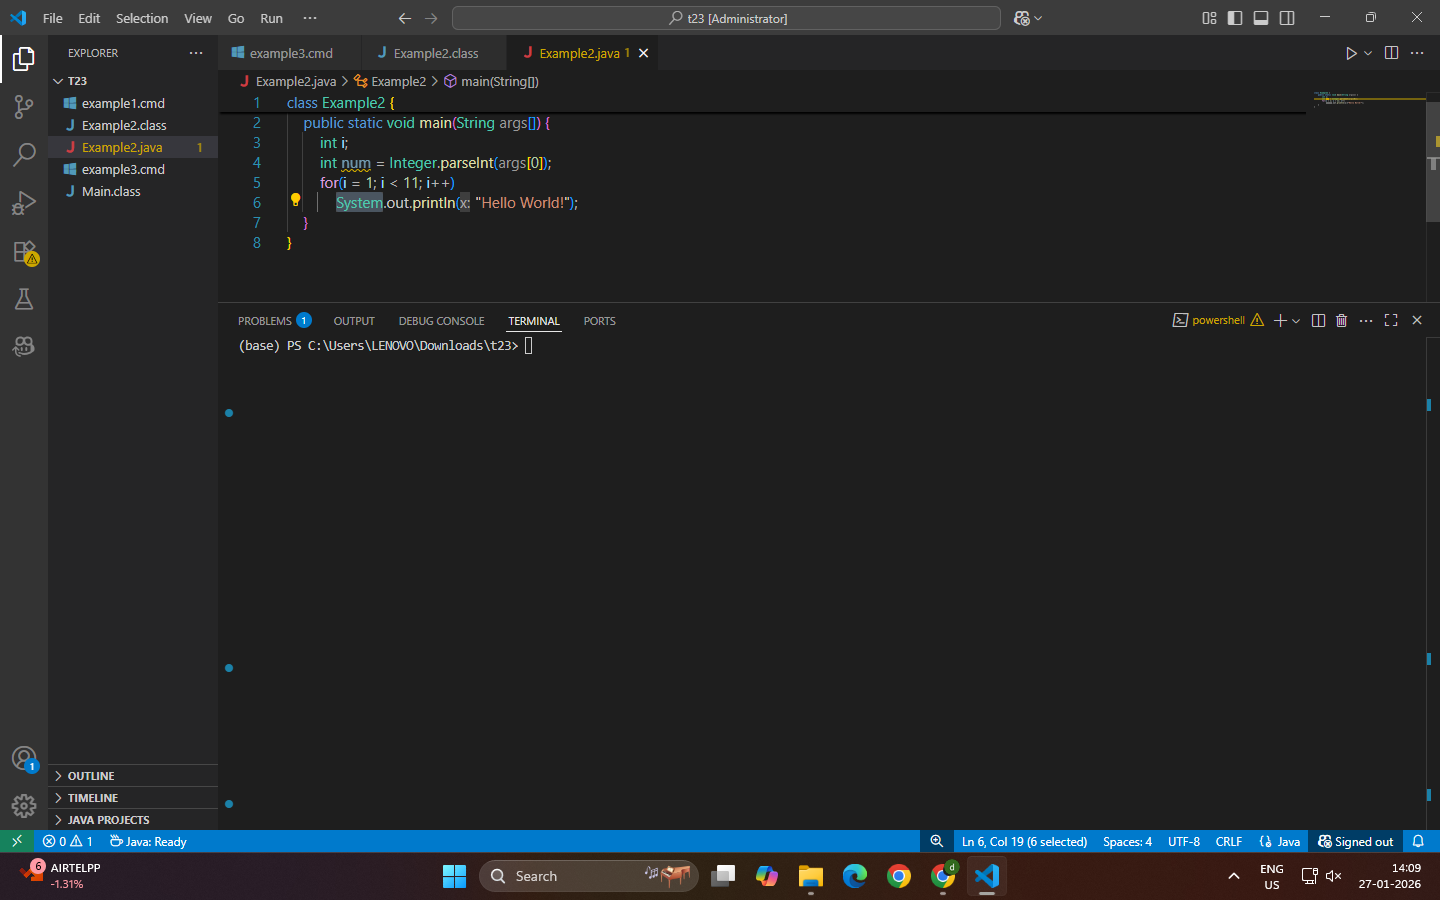 File Edit Selection View Go Run ··· t23 [Administrator]
EXPLORER ···
T23
example1.cmd
Example2.class
Example2.java 1
example3.cmd
Main.class
OUTLINE
TIMELINE
JAVA PROJECTS
example3.cmd Example2.class Example2.java 1
Example2.java > Example2 > main(String[])
1 class Example2 {
2 public static void main(String args[]) {
3 int i;
4 int num = Integer.parseInt(args[0]);
5 for(i = 1; i < 11; i++)
6 System.out.println(x: "Hello World!");
7 }
8 }
PROBLEMS 1 OUTPUT DEBUG CONSOLE TERMINAL PORTS powershell
(base) PS C:\Users\LENOVO\Downloads\t23>
1
0 1 Java: Ready Ln 6, Col 19 (6 selected) Spaces: 4 UTF-8 CRLF Java Signed out
6 AIRTELPP
-1.31%
Search
d
ENG
US
14:09
27-01-2026